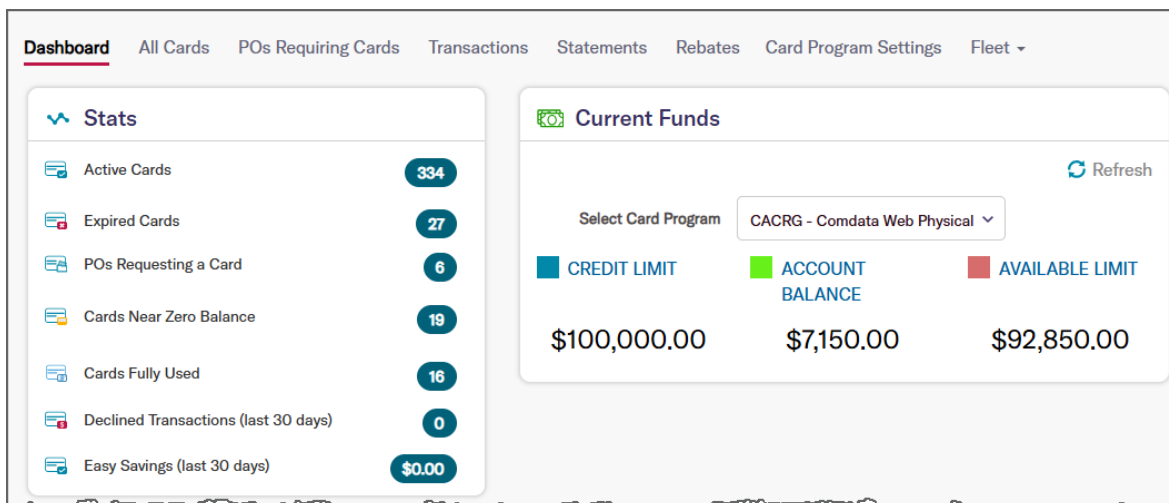 Dashboard All Cards POs Requiring Cards Transactions Statements Rebates Card Program Settings Fleet
Stats
Active Cards 334
Expired Cards 27
POs Requesting a Card 6
Cards Near Zero Balance 19
Cards Fully Used 16
Declined Transactions (last 30 days) 0
Easy Savings (last 30 days) $0.00
Current Funds
Refresh
Select Card Program CACRG - Comdata Web Physical
CREDIT LIMIT ACCOUNT AVAILABLE LIMIT
BALANCE
$100,000.00 $7,150.00 $92,850.00